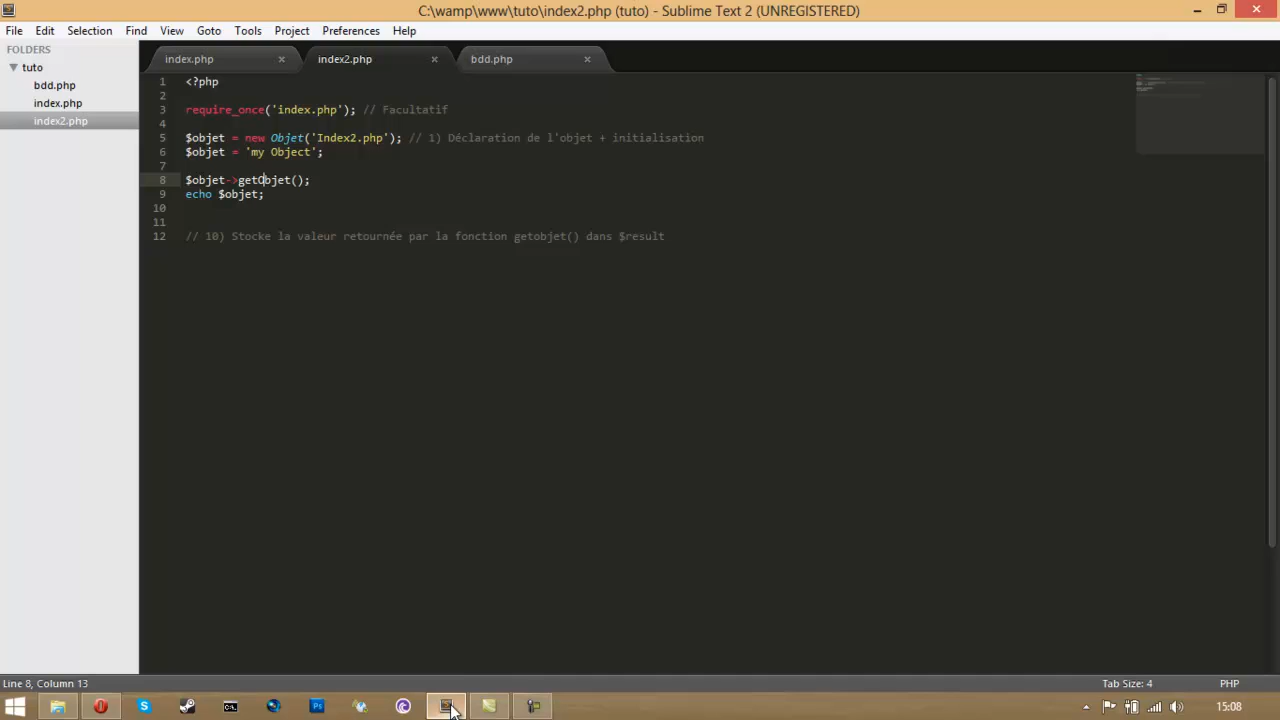 C:\wamp\www\tuto\index2.php (tuto) - Sublime Text 2 (UNREGISTERED)
File Edit Selection Find View Goto Tools Project Preferences Help
FOLDERS
tuto
bdd.php
index.php
index2.php
index.php × index2.php × bdd.php ×
1 <?php
2
3 require_once('index.php'); // Facultatif
4
5 $objet = new Objet('Index2.php'); // 1) Déclaration de l'objet + initialisation
6 $objet = 'my Object';
7
8 $objet->getObjet();
9 echo $objet;
10
11
12 // 10) Stocke la valeur retournée par la fonction getobjet() dans $result
Line 8, Column 13
Tab Size: 4 PHP
15:08